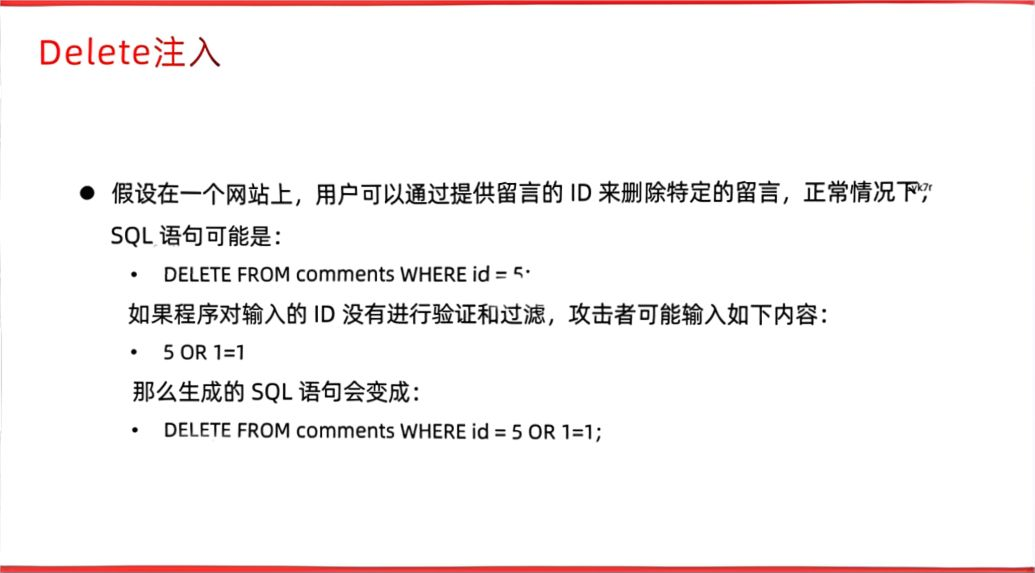 Delete注入
● 假设在一个网站上，用户可以通过提供留言的 ID 来删除特定的留言，正常情况下，
SQL 语句可能是：
• DELETE FROM comments WHERE id = 5;
如果程序对输入的 ID 没有进行验证和过滤，攻击者可能输入如下内容：
• 5 OR 1=1
那么生成的 SQL 语句会变成：
• DELETE FROM comments WHERE id = 5 OR 1=1;